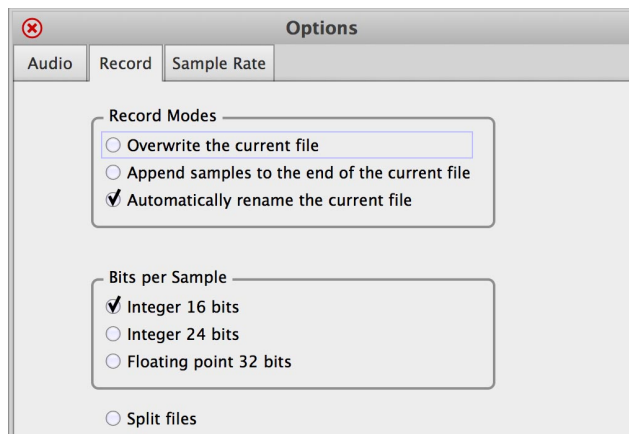 Options
Audio
Record
Sample Rate
Record Modes
Overwrite the current file
Append samples to the end of the current file
Automatically rename the current file
Bits per Sample
Integer 16 bits
Integer 24 bits
Floating point 32 bits
Split files